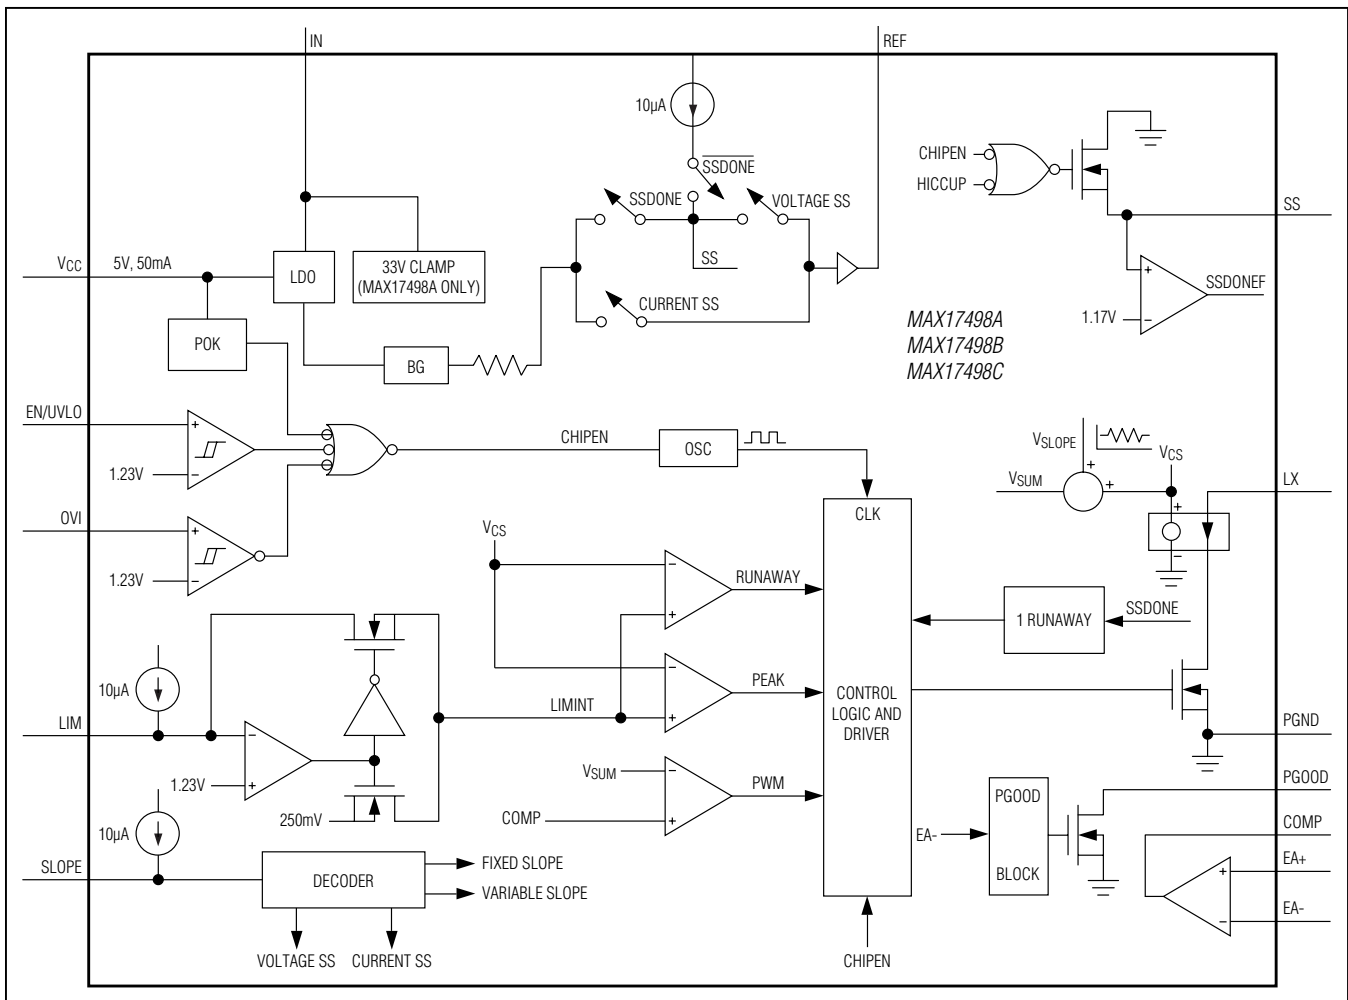 IN
REF
10µA
SSDONE
CHIPEN
HICCUP
SSDONE
VOLTAGE SS
SS
VCC
5V, 50mA
LDO
33V CLAMP
(MAX17498A ONLY)
SS
SSDONEF
1.17V
CURRENT SS
MAX17498A
MAX17498B
MAX17498C
POK
BG
EN/UVLO
1.23V
CHIPEN
OSC
VSLOPE
VCS
VSUM
LX
OVI
1.23V
CLK
VCS
RUNAWAY
1 RUNAWAY
SSDONE
10µA
PEAK
LIMINT
CONTROL
LOGIC AND
DRIVER
LIM
PGND
1.23V
VSUM
PWM
PGOOD
PGOOD
BLOCK
250mV
COMP
EA-
COMP
10µA
SLOPE
DECODER
FIXED SLOPE
VARIABLE SLOPE
EA+
EA-
VOLTAGE SS
CURRENT SS
CHIPEN